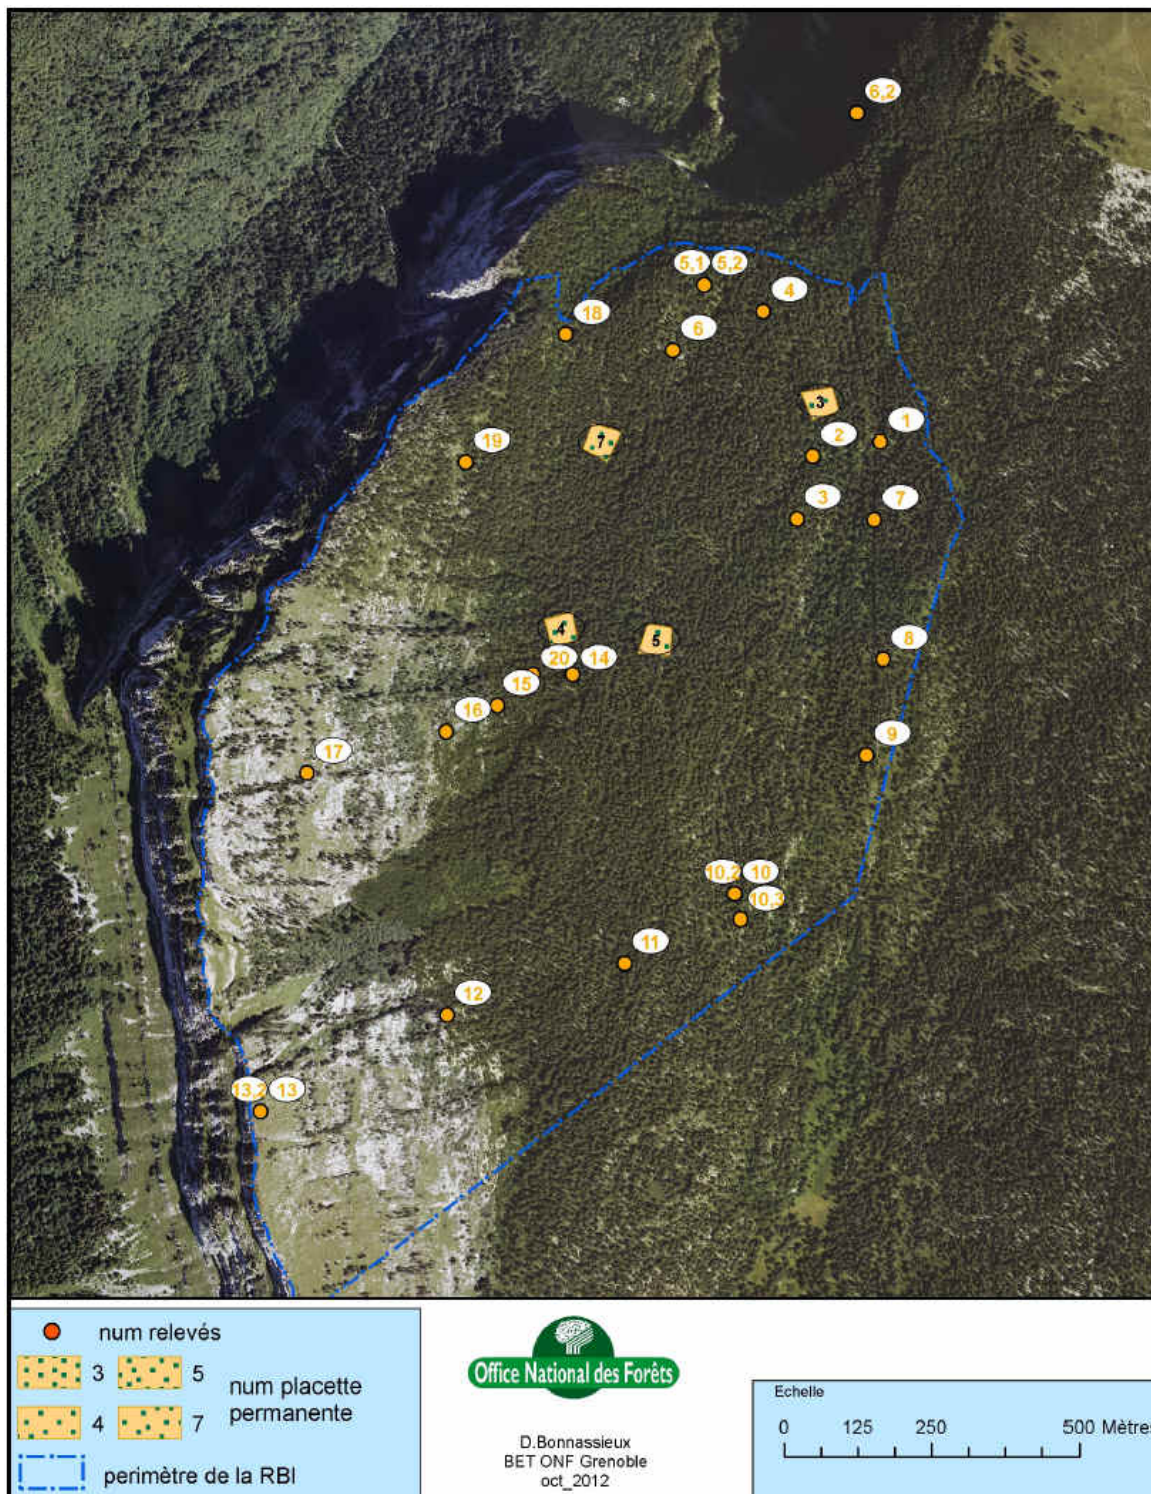 6,2
5,1 5,2
4
18
6
3
1
2
19
7
3
7
4
5
8
20 14
15
16
9
17
10,2 10
10,3
11
12
13,2 13
num relevés
3 5
num placette
permanente
4 7
perimètre de la RBI
Office National des Forêts
D.Bonnassieux
BET ONF Grenoble
oct_2012
Echelle
0 125 250 500 Mètres